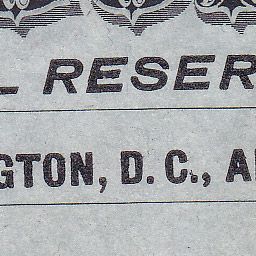 L RESER
GTON, D. C., A